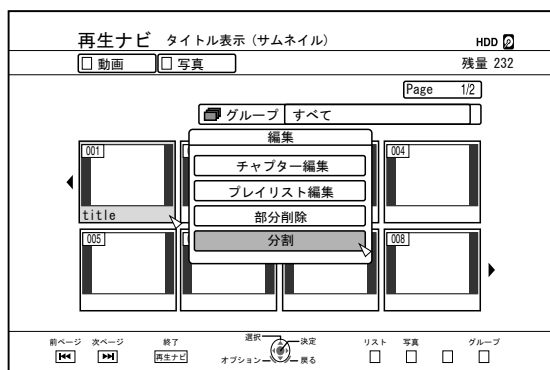 再生ナビ タイトル表示（サムネイル） HDD
動画 写真 残量 232
Page 1/2
グループ すべて
編集
001
004
チャプター編集
プレイリスト編集
title
部分削除
005
分割
008
前ページ 次ページ 終了 選択 決定 リスト 写真 グループ
再生ナビ オプション 戻る